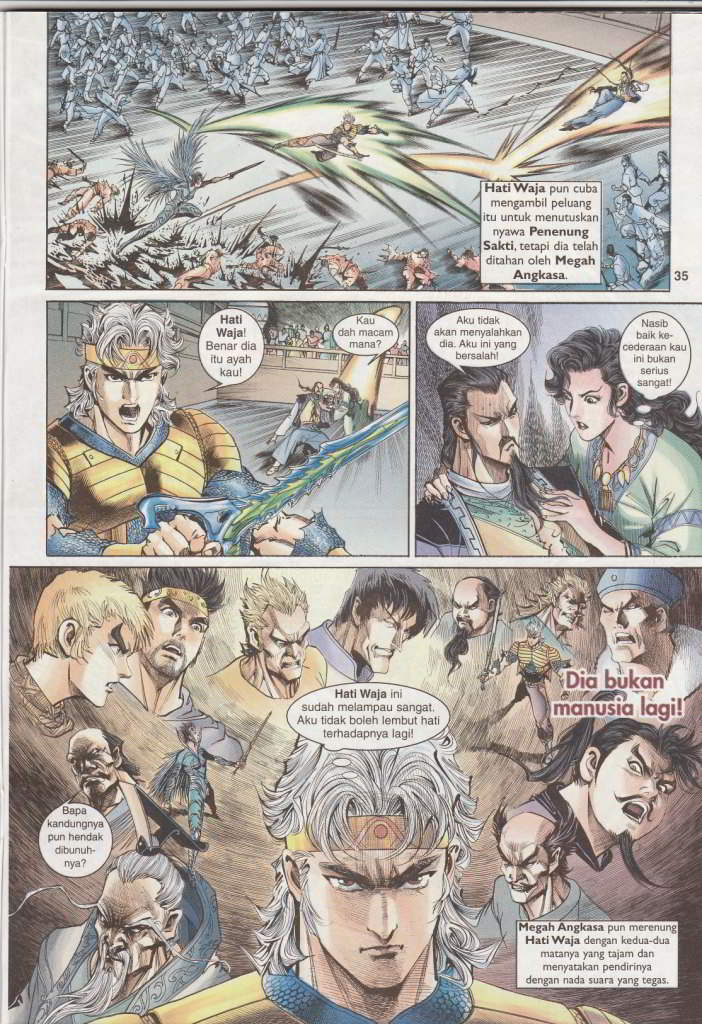 Hati Waja pun cuba
mengambil peluang
itu untuk menutuskan
nyawa Penenung
Sakti, tetapi dia telah
ditahan oleh Megah
Angkasa.
35
Hati
Waja!
Benar dia
itu ayah
kau!
Kau
dah macam
mana?
Aku tidak
akan menyalahkan
dia. Aku ini yang
bersalah!
Nasib
baik ke-
cederaan kau
ini bukan
serius
sangat!
Hati Waja ini
sudah melampau sangat.
Aku tidak boleh lembut hati
terhadapnya lagi!
Dia bukan
manusia lagi!
Bapa
kandungnya
pun hendak
dibunuh-
nya?
Megah Angkasa pun merenung
Hati Waja dengan kedua-dua
matanya yang tajam dan
menyatakan pendirinya
dengan nada suara yang tegas.